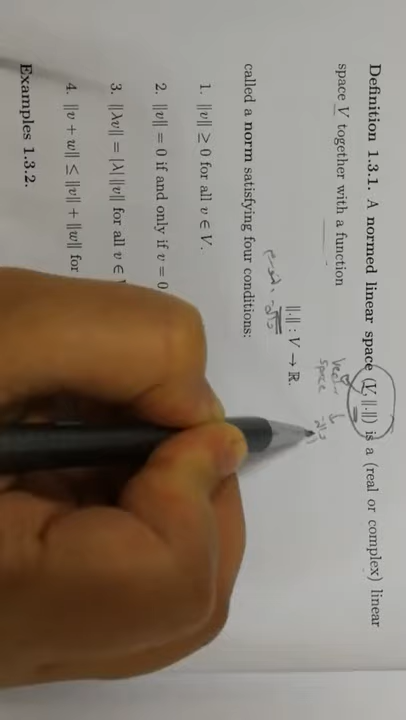 Definition 1.3.1. A normed linear space (V, ||.||) is a (real or complex) linear
space V together with a function
Vector &
space
||.|| : V → ℝ.
called a norm satisfying four conditions:
1. ||v|| ≥ 0 for all v ∈ V.
2. ||v|| = 0 if and only if v = 0
3. ||λv|| = |λ| ||v|| for all v ∈
4. ||v + w|| ≤ ||v|| + ||w|| for
Examples 1.3.2.